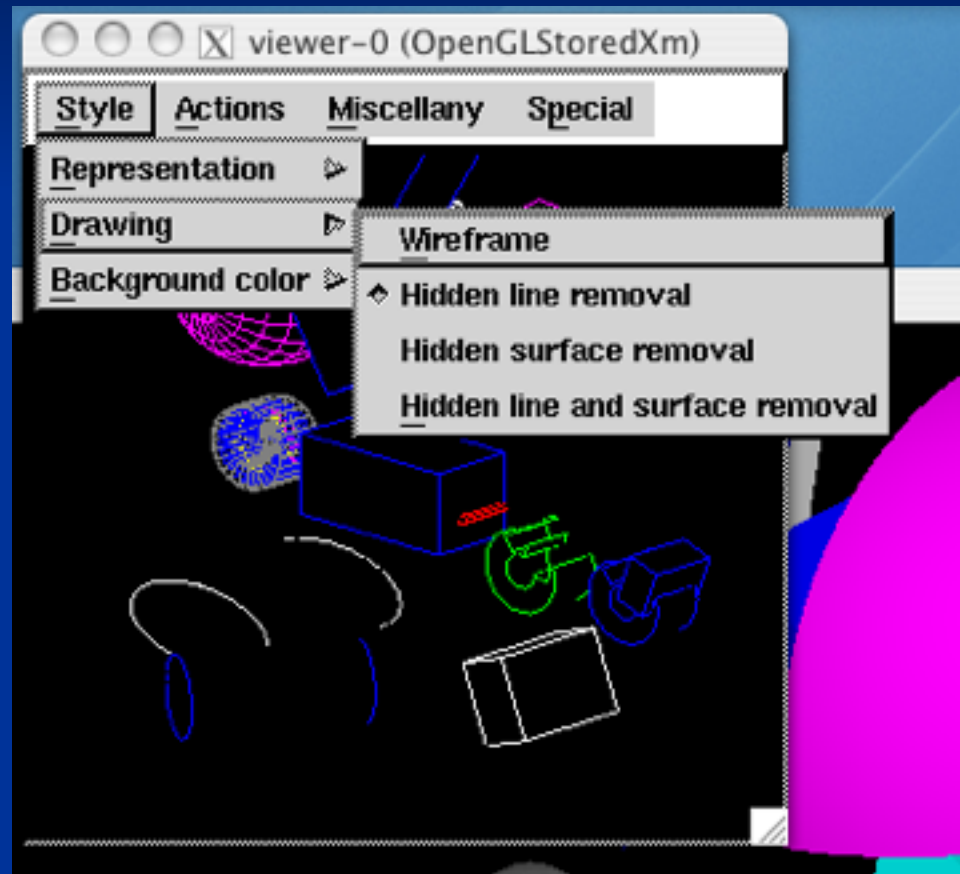 viewer-0 (OpenGLStoredXm)
Style Actions Miscellany Special
Representation
Drawing
Background color
Wireframe
Hidden line removal
Hidden surface removal
Hidden line and surface removal